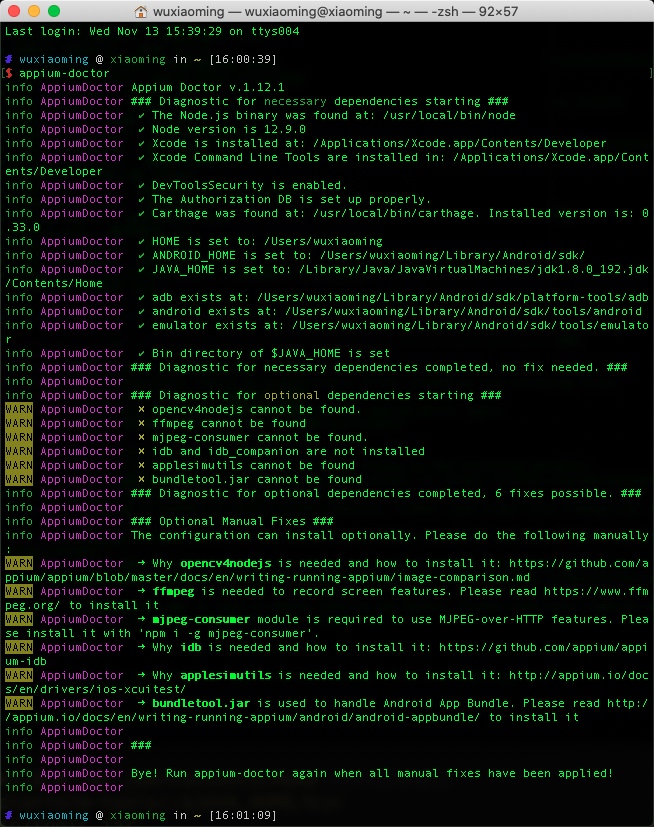 wuxiaoming — wuxiaoming@xiaoming — ~ — -zsh — 92×57
Last login: Wed Nov 13 15:39:29 on ttys004
# wuxiaoming @ xiaoming in ~ [16:00:39]
$ appium-doctor
info AppiumDoctor Appium Doctor v.1.12.1
info AppiumDoctor ### Diagnostic for necessary dependencies starting ###
info AppiumDoctor  ✔ The Node.js binary was found at: /usr/local/bin/node
info AppiumDoctor  ✔ Node version is 12.9.0
info AppiumDoctor  ✔ Xcode is installed at: /Applications/Xcode.app/Contents/Developer
info AppiumDoctor  ✔ Xcode Command Line Tools are installed in: /Applications/Xcode.app/Cont
ents/Developer
info AppiumDoctor  ✔ DevToolsSecurity is enabled.
info AppiumDoctor  ✔ The Authorization DB is set up properly.
info AppiumDoctor  ✔ Carthage was found at: /usr/local/bin/carthage. Installed version is: 0
.33.0
info AppiumDoctor  ✔ HOME is set to: /Users/wuxiaoming
info AppiumDoctor  ✔ ANDROID_HOME is set to: /Users/wuxiaoming/Library/Android/sdk/
info AppiumDoctor  ✔ JAVA_HOME is set to: /Library/Java/JavaVirtualMachines/jdk1.8.0_192.jdk
/Contents/Home
info AppiumDoctor  ✔ adb exists at: /Users/wuxiaoming/Library/Android/sdk/platform-tools/adb
info AppiumDoctor  ✔ android exists at: /Users/wuxiaoming/Library/Android/sdk/tools/android
info AppiumDoctor  ✔ emulator exists at: /Users/wuxiaoming/Library/Android/sdk/tools/emulato
r
info AppiumDoctor  ✔ Bin directory of $JAVA_HOME is set
info AppiumDoctor ### Diagnostic for necessary dependencies completed, no fix needed. ###
info AppiumDoctor
info AppiumDoctor ### Diagnostic for optional dependencies starting ###
WARN AppiumDoctor  ✖ opencv4nodejs cannot be found.
WARN AppiumDoctor  ✖ ffmpeg cannot be found
WARN AppiumDoctor  ✖ mjpeg-consumer cannot be found.
WARN AppiumDoctor  ✖ idb and idb_companion are not installed
WARN AppiumDoctor  ✖ applesimutils cannot be found
WARN AppiumDoctor  ✖ bundletool.jar cannot be found
info AppiumDoctor ### Diagnostic for optional dependencies completed, 6 fixes possible. ###
info AppiumDoctor
info AppiumDoctor ### Optional Manual Fixes ###
info AppiumDoctor The configuration can install optionally. Please do the following manually
:
WARN AppiumDoctor  ➜ Why opencv4nodejs is needed and how to install it: https://github.com/a
ppium/appium/blob/master/docs/en/writing-running-appium/image-comparison.md
WARN AppiumDoctor  ➜ ffmpeg is needed to record screen features. Please read https://www.ffm
peg.org/ to install it
WARN AppiumDoctor  ➜ mjpeg-consumer module is required to use MJPEG-over-HTTP features. Plea
se install it with 'npm i -g mjpeg-consumer'.
WARN AppiumDoctor  ➜ Why idb is needed and how to install it: https://github.com/appium/appi
um-idb
WARN AppiumDoctor  ➜ Why applesimutils is needed and how to install it: http://appium.io/doc
s/en/drivers/ios-xcuitest/
WARN AppiumDoctor  ➜ bundletool.jar is used to handle Android App Bundle. Please read http:/
/appium.io/docs/en/writing-running-appium/android/android-appbundle/ to install it
info AppiumDoctor
info AppiumDoctor ###
info AppiumDoctor
info AppiumDoctor Bye! Run appium-doctor again when all manual fixes have been applied!
info AppiumDoctor
# wuxiaoming @ xiaoming in ~ [16:01:09]